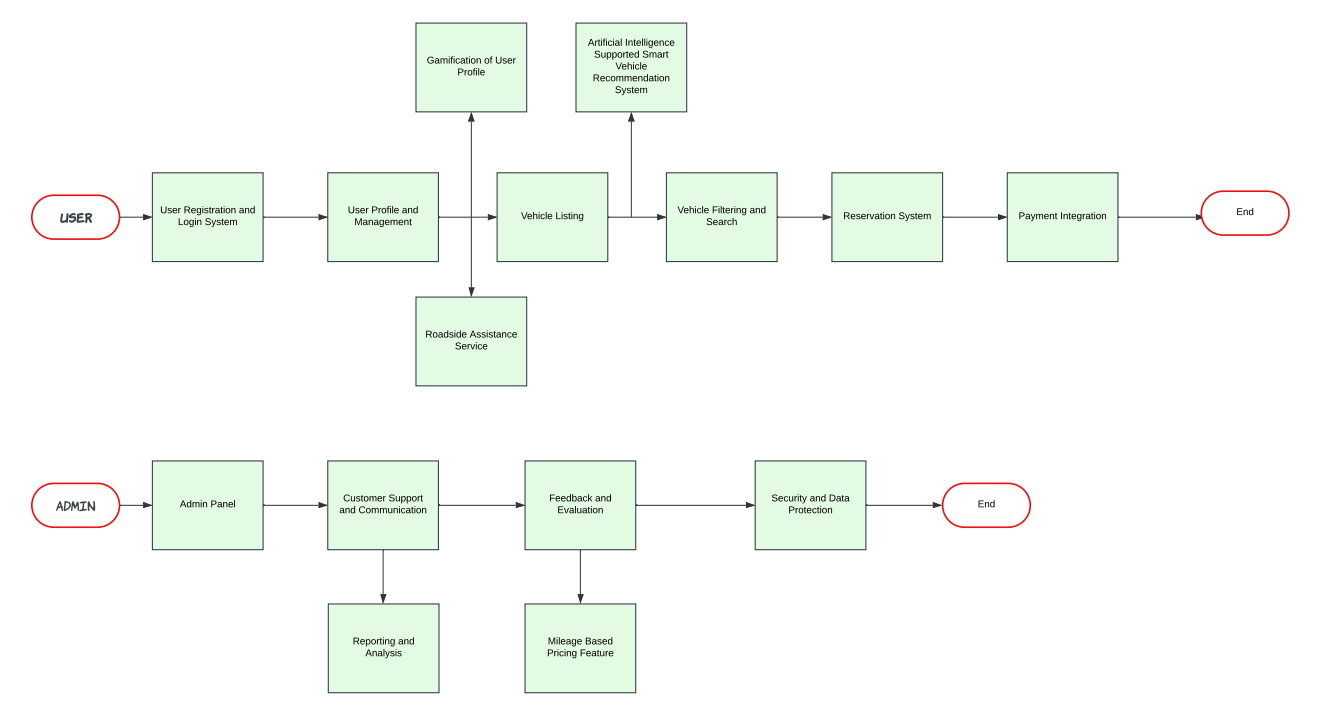 Gamification of User
Profile
Artificial Intelligence
Supported Smart
Vehicle
Recommendation
System
USER
User Registration and
Login System
User Profile and
Management
Vehicle Listing
Vehicle Filtering and
Search
Reservation System
Payment Integration
End
Roadside Assistance
Service
ADMIN
Admin Panel
Customer Support
and Communication
Feedback and
Evaluation
Security and Data
Protection
End
Reporting and
Analysis
Mileage Based
Pricing Feature